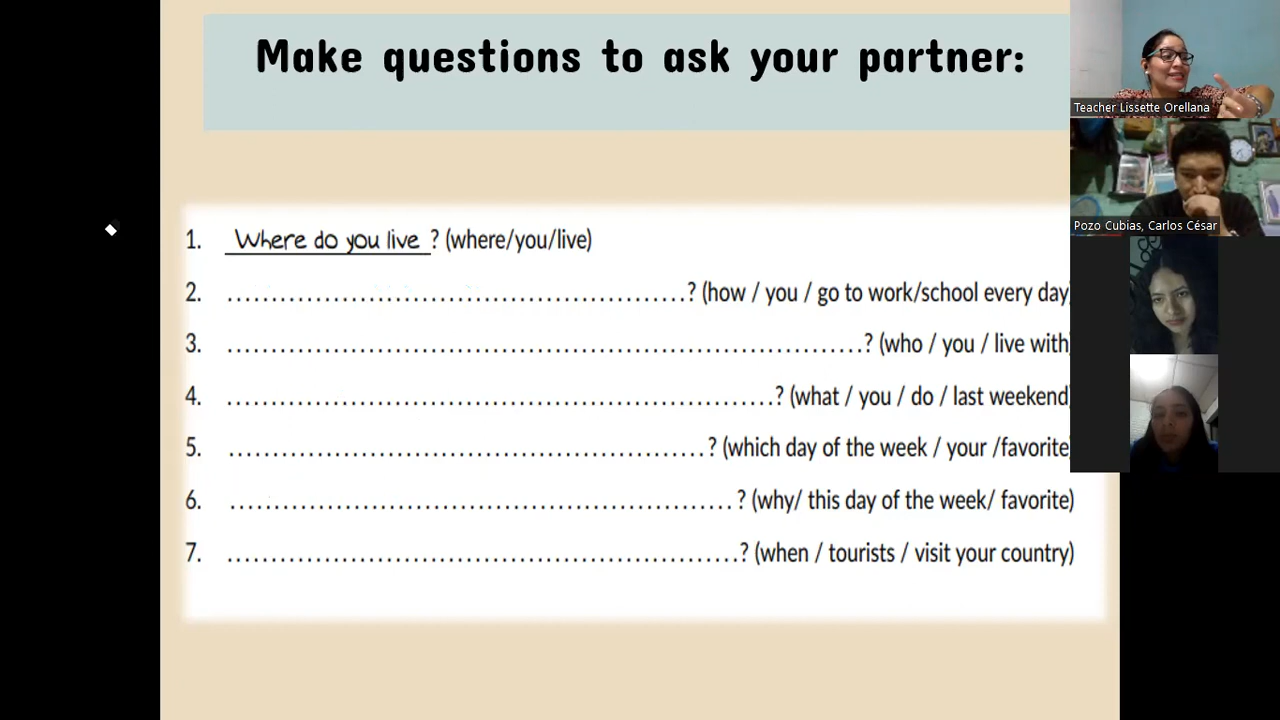 Make questions to ask your partner:
1. Where do you live ? (where/you/live)
2. ........................................? (how / you / go to work/school every day
3. ........................................? (who / you / live with
4. ........................................? (what / you / do / last weekend
5. ........................................? (which day of the week / your /favorite
6. ........................................? (why/ this day of the week/ favorite)
7. ........................................? (when / tourists / visit your country)
Teacher Lissette Orellana
Pozo Cubias, Carlos César